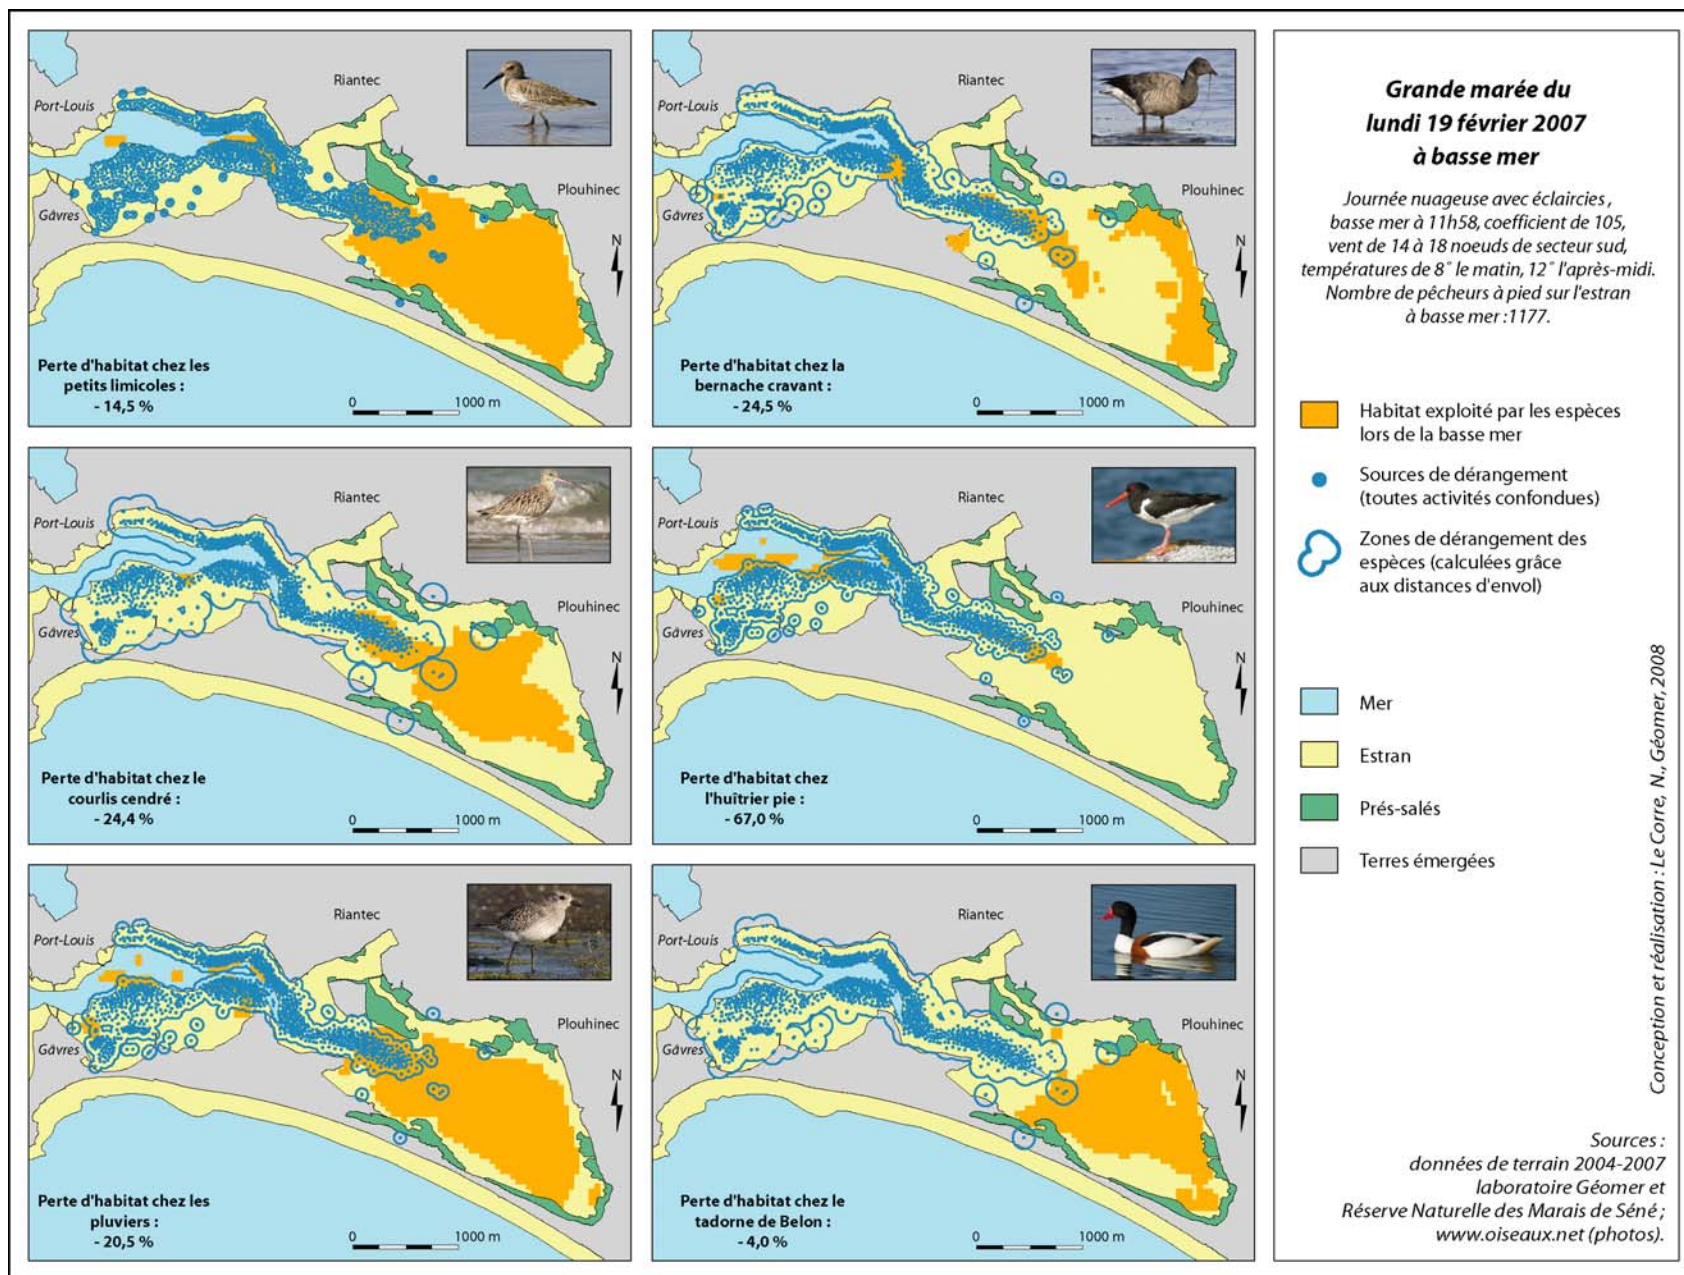 Riantec
Port-Louis
Plouhinec
Gâvres
N
Perte d'habitat chez les
petits limicoles :
- 14,5 %
0 1000 m
Riantec
Port-Louis
Plouhinec
Gâvres
N
Perte d'habitat chez la
bernache cravant :
- 24,5 %
0 1000 m
Riantec
Port-Louis
Plouhinec
Gâvres
N
Perte d'habitat chez le
courlis cendré :
- 24,4 %
0 1000 m
Riantec
Port-Louis
Plouhinec
Gâvres
N
Perte d'habitat chez
l'huîtrier pie :
- 67,0 %
0 1000 m
Riantec
Port-Louis
Plouhinec
Gâvres
N
Perte d'habitat chez les
pluviers :
- 20,5 %
0 1000 m
Riantec
Port-Louis
Plouhinec
Gâvres
N
Perte d'habitat chez le
tadorne de Belon :
- 4,0 %
0 1000 m
Grande marée du
lundi 19 février 2007
à basse mer
Journée nuageuse avec éclaircies ,
basse mer à 11h58, coefficient de 105,
vent de 14 à 18 noeuds de secteur sud,
températures de 8˚ le matin, 12˚ l'après-midi.
Nombre de pêcheurs à pied sur l'estran
à basse mer :1177.
Habitat exploité par les espèces
lors de la basse mer
Sources de dérangement
(toutes activités confondues)
Zones de dérangement des
espèces (calculées grâce
aux distances d'envol)
Mer
Estran
Prés-salés
Terres émergées
Conception et réalisation : Le Corre, N., Géomer, 2008
Sources :
données de terrain 2004-2007
laboratoire Géomer et
Réserve Naturelle des Marais de Séné ;
www.oiseaux.net (photos).